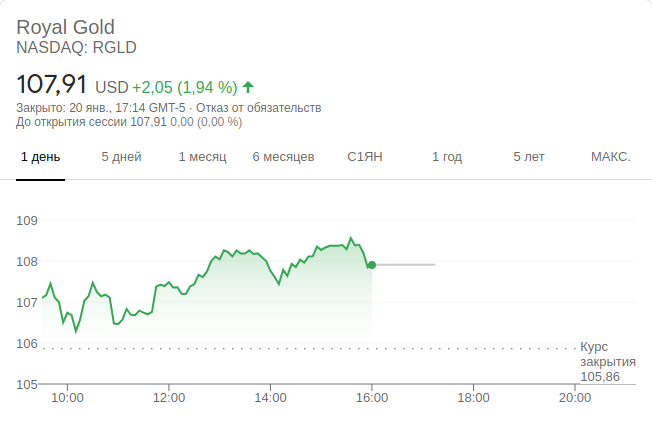 Royal Gold
NASDAQ: RGLD
107,91 USD +2,05 (1,94 %)
Закрыто: 20 янв., 17:14 GMT-5 · Отказ от обязательств
До открытия сессии 107,91 0,00 (0,00 %)
1 день 5 дней 1 месяц 6 месяцев С1ЯН 1 год 5 лет МАКС.
109
108
107
106
Курс
закрытия
105,86
105
10:00 12:00 14:00 16:00 18:00 20:00